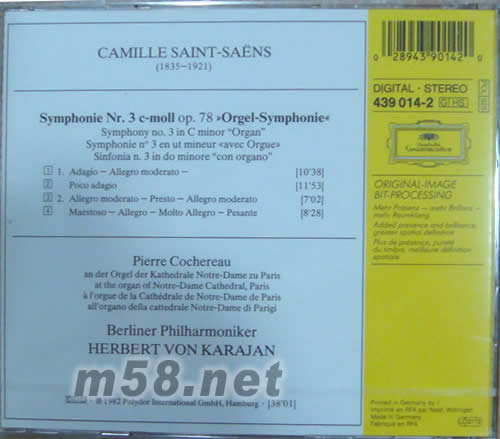 CAMILLE SAINT-SAËNS
(1835–1921)
Symphonie Nr. 3 c-moll op. 78 »Orgel-Symphonie«
Symphony no. 3 in C minor "Organ"
Symphonie n° 3 en ut mineur «avec Orgue»
Sinfonia n. 3 in do minore "con organo"
1 1. Adagio – Allegro moderato – [10'38]
2 Poco adagio [11'53]
3 2. Allegro moderato – Presto – Allegro moderato [7'02]
4 Maestoso – Allegro – Molto Allegro – Pesante [8'28]
Pierre Cochereau
an der Orgel der Kathedrale Notre-Dame zu Paris
at the organ of Notre-Dame Cathedral, Paris
à l'orgue de la Cathédrale de Notre-Dame de Paris
all'organo della cattedrale Notre-Dame di Parigi
Berliner Philharmoniker
HERBERT VON KARAJAN
m58.net
℗ 1982 Polydor International GmbH, Hamburg · [38'01]
0 28943 90142 0
DIGITAL · STEREO
439 014-2 GHS
Deutsche
Grammophon
ORIGINAL-IMAGE
BIT-PROCESSING
Mehr Präsenz – mehr Brillanz –
mehr Raumklang
Added presence and brilliance,
greater spatial definition
Plus de présence, pureté
du timbre, meilleure définition
spatiale
Printed in Germany by /
Imprimé en RFA par Neef, Wittingen
Made in Germany
Fabriqué en RFA